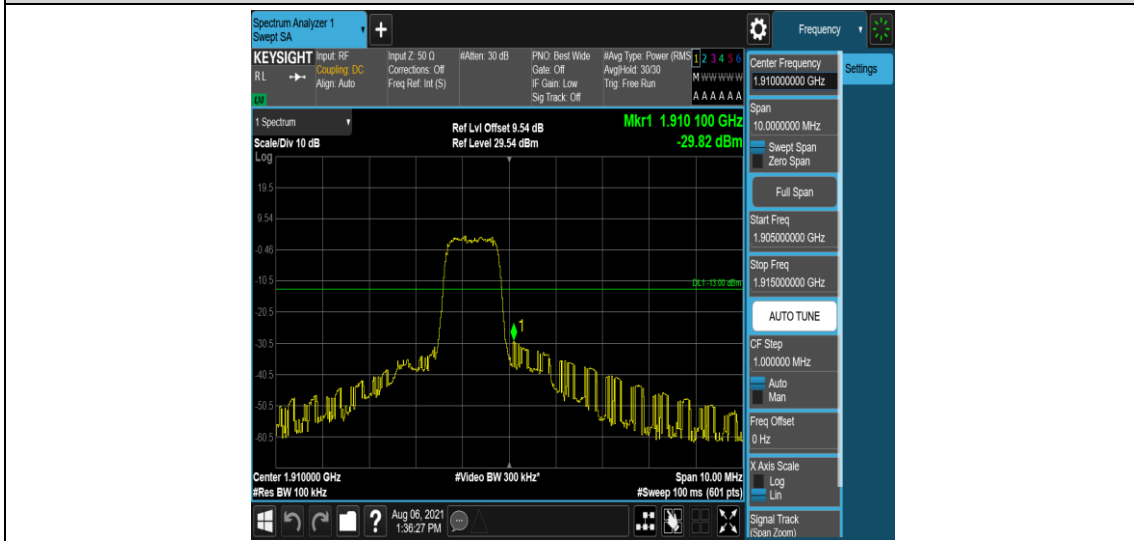 Spectrum Analyzer 1
Swept SA
+
Frequency
KEYSIGHT
R L
LXI
Input: RF
Coupling: DC
Align: Auto
Input Z: 50 Ω
Corrections: Off
Freq Ref: Int (S)
#Atten: 30 dB
PNO: Best Wide
Gate: Off
IF Gain: Low
Sig Track: Off
#Avg Type: Power (RMS
Avg|Hold: 30/30
Trig: Free Run
1 2 3 4 5 6
M W W W W W
A A A A A A
1 Spectrum
Scale/Div 10 dB
Log
Ref Lvl Offset 9.54 dB
Ref Level 29.54 dBm
Mkr1 1.910 100 GHz
-29.82 dBm
19.5
9.54
-0.46
-10.5
-20.5
-30.5
-40.5
-50.5
-60.5
DL1 -13.00 dBm
1
Center 1.910000 GHz
#Res BW 100 kHz
#Video BW 300 kHz*
Span 10.00 MHz
#Sweep 100 ms (601 pts)
Center Frequency
1.910000000 GHz
Settings
Span
10.0000000 MHz
Swept Span
Zero Span
Full Span
Start Freq
1.905000000 GHz
Stop Freq
1.915000000 GHz
AUTO TUNE
CF Step
1.000000 MHz
Auto
Man
Freq Offset
0 Hz
X Axis Scale
Log
Lin
Signal Track
(Span Zoom)
?
Aug 06, 2021
1:36:27 PM